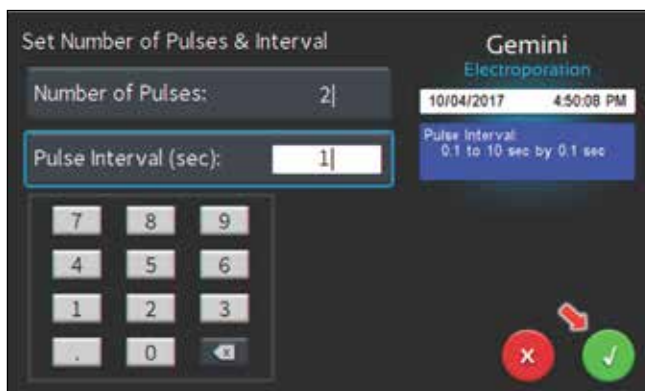 Set Number of Pulses & Interval
Number of Pulses: 2
Pulse Interval (sec): 1
7 8 9
4 5 6
1 2 3
. 0
Gemini
Electroporation
10/04/2017 4:50:08 PM
Pulse Interval
0.1 to 10 sec by 0.1 sec